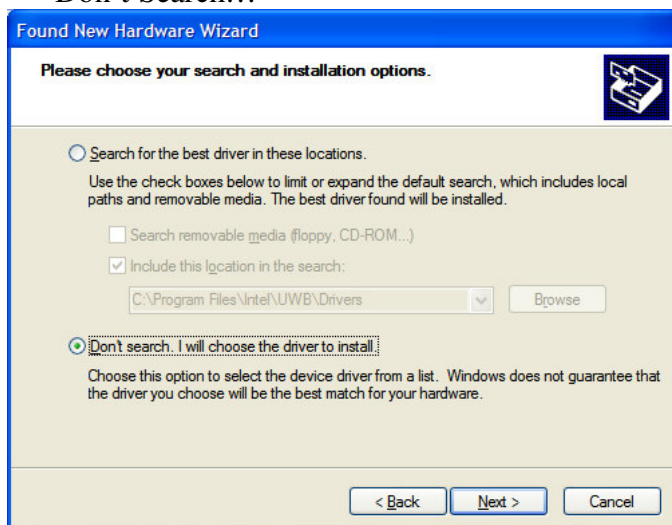 Don't Search…
Found New Hardware Wizard
Please choose your search and installation options.
Search for the best driver in these locations.
Use the check boxes below to limit or expand the default search, which includes local
paths and removable media. The best driver found will be installed.
Search removable media (floppy, CD-ROM...)
Include this location in the search:
C:\Program Files\Intel\UWB\Drivers
Browse
Don't search. I will choose the driver to install.
Choose this option to select the device driver from a list. Windows does not guarantee that
the driver you choose will be the best match for your hardware.
< Back Next > Cancel